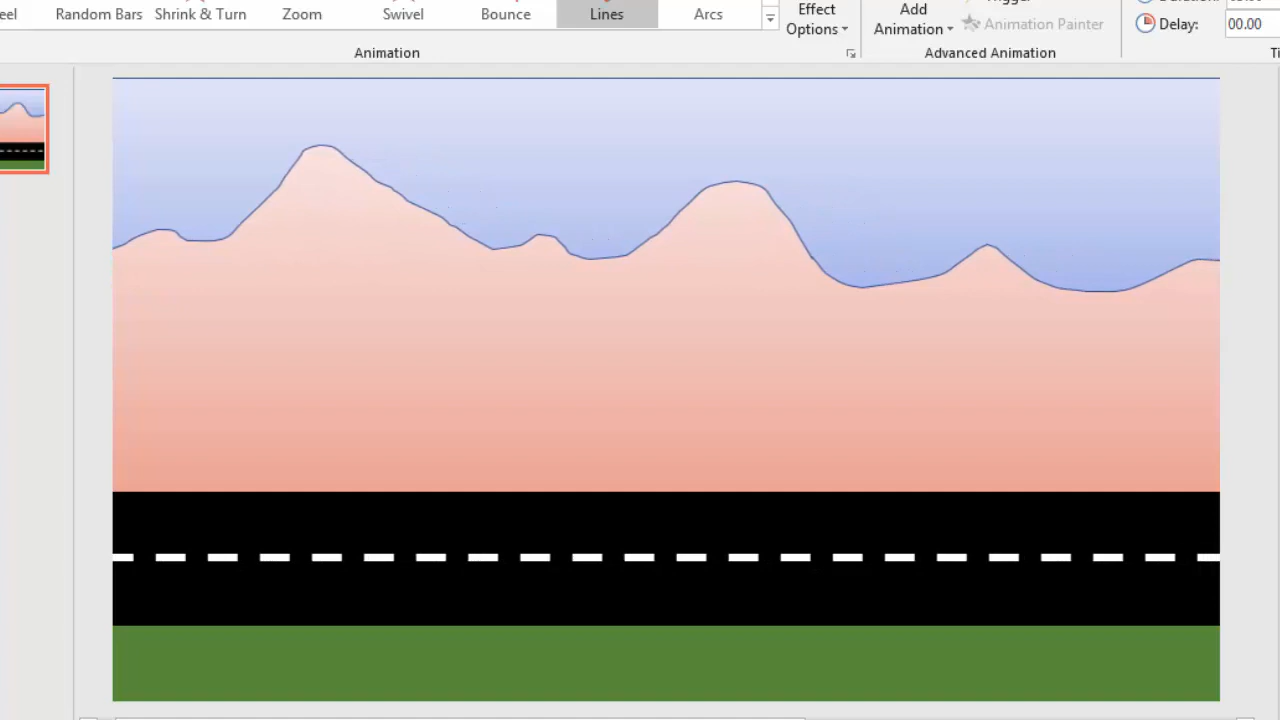 Random Bars Shrink & Turn Zoom Swivel Bounce Lines Arcs
Effect
Options
Add
Animation
Animation Painter
Delay: 00.00
Animation
Advanced Animation